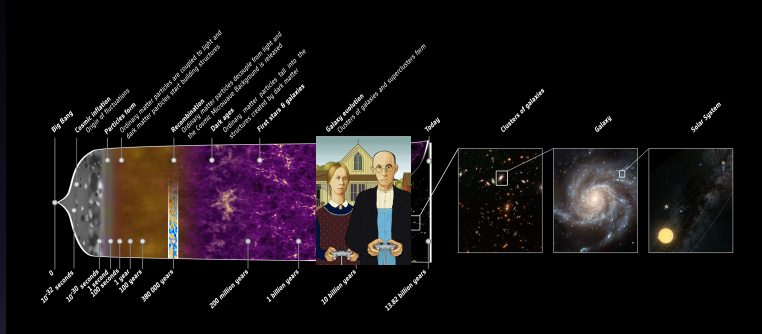 Big Bang
Cosmic Inflation
Origin of fluctuations
Particles form
Ordinary matter particles are coupled to light and
dark matter particles start building structures
Recombination
Ordinary matter particles decouple from light and
the Cosmic Microwave Background is released
Dark ages
Ordinary matter particles fall into the
structures created by dark matter
First stars & galaxies
Galaxy evolution
Clusters of galaxies and superclusters form
Today
Clusters of galaxies
Galaxy
Solar System
0
10-32 seconds
10-30 seconds
1 second
100 seconds
1 year
100 years
380 000 years
200 million years
1 billion years
10 billion years
13.82 billion years